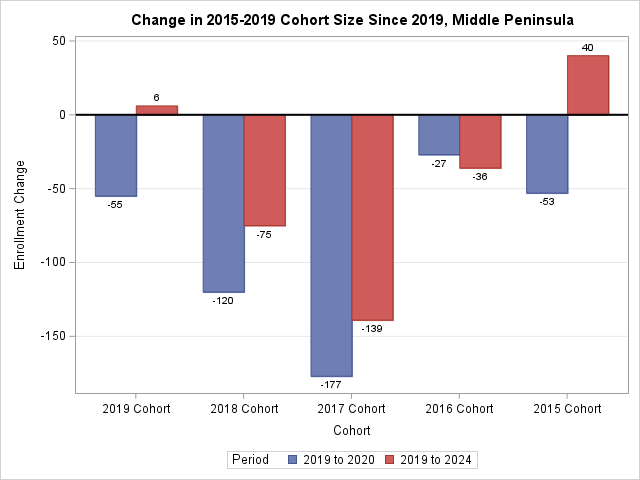 Change in 2015-2019 Cohort Size Since 2019, Middle Peninsula
50
0
-50
-100
-150
Enrollment Change
-55
6
-120
-75
-177
-139
-27
-36
-53
40
2019 Cohort
2018 Cohort
2017 Cohort
2016 Cohort
2015 Cohort
Cohort
Period
2019 to 2020
2019 to 2024